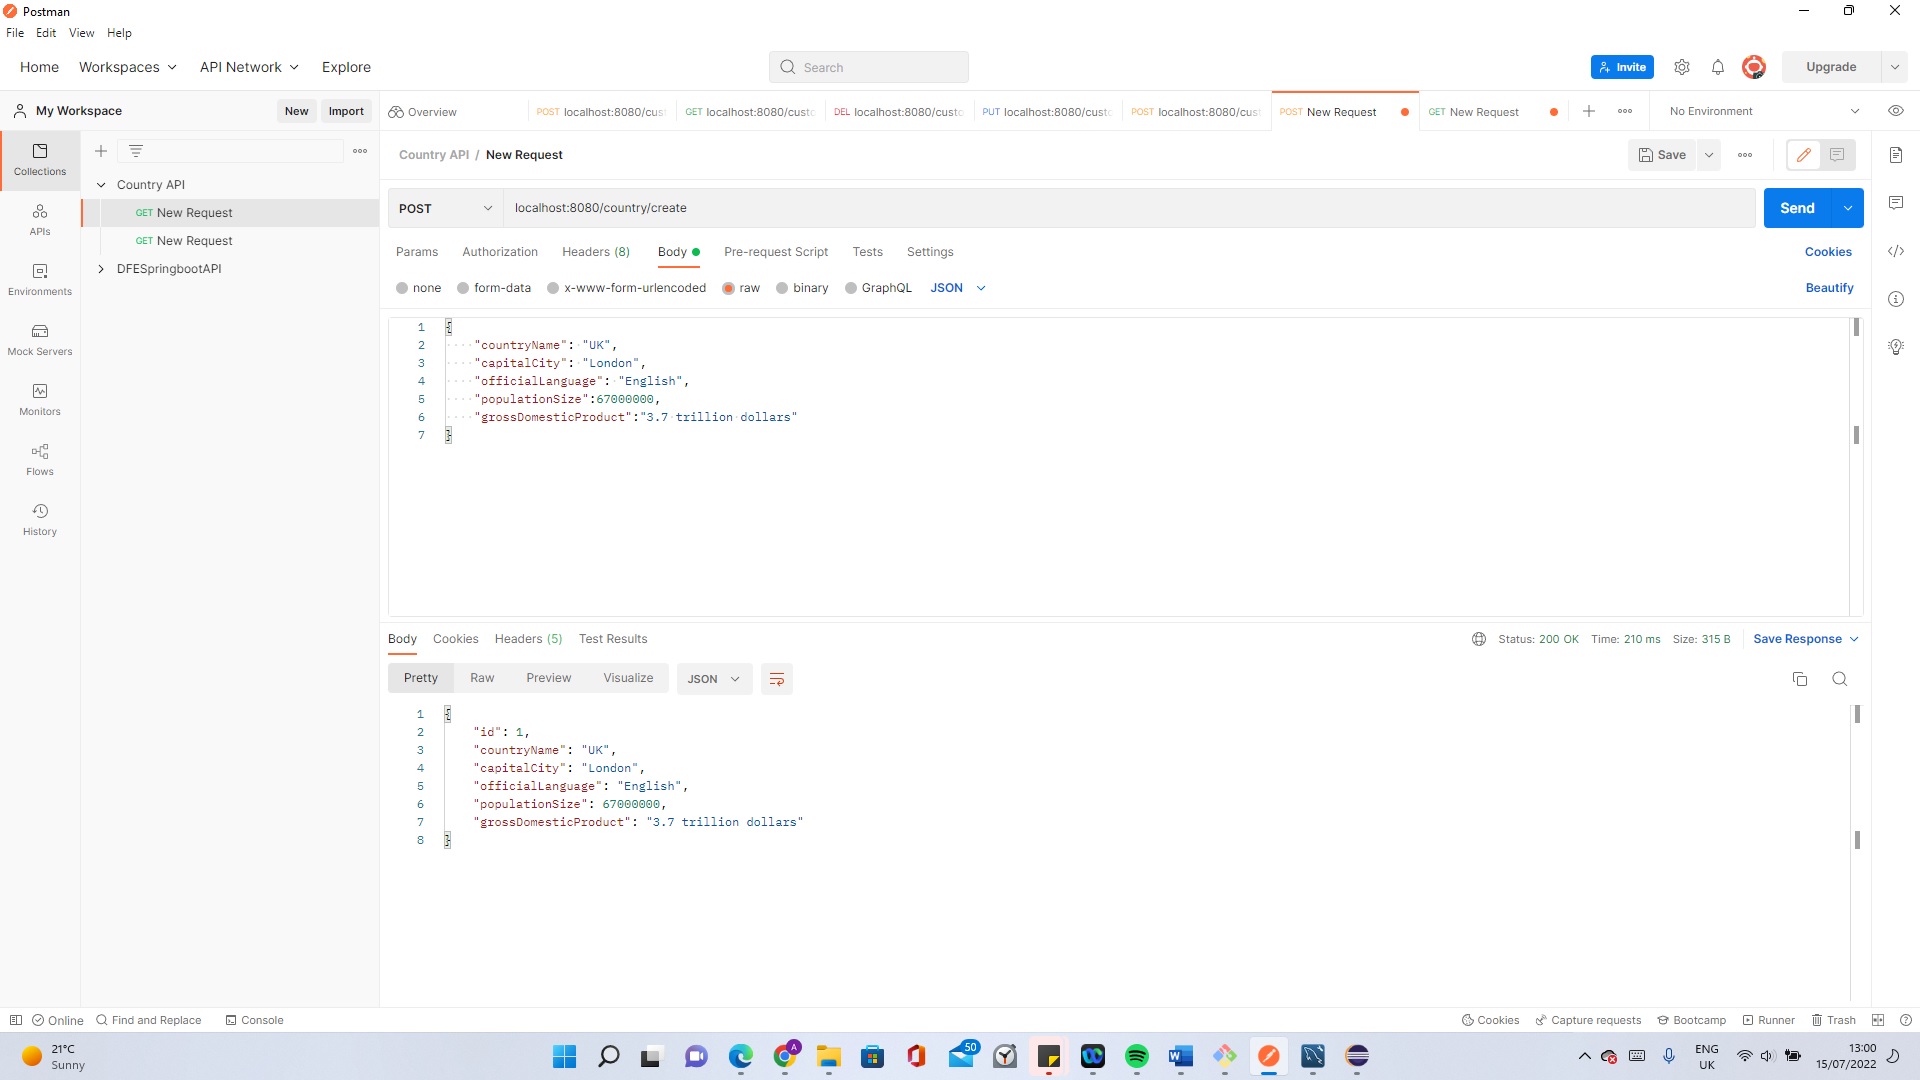 Postman
File Edit View Help
Home Workspaces API Network Explore Search Invite Upgrade
My Workspace New Import Overview POST localhost:8080/cust GET localhost:8080/custo DEL localhost:8080/custo PUT localhost:8080/custo POST localhost:8080/cus POST New Request GET New Request No Environment
Country API / New Request Save
Collections
Country API
GET New Request
GET New Request
DFESpringbootAPI
APIs
Environments
Mock Servers
Monitors
Flows
History
POST localhost:8080/country/create Send
Params Authorization Headers (8) Body Pre-request Script Tests Settings Cookies
none form-data x-www-form-urlencoded raw binary GraphQL JSON Beautify
1 {
2 "countryName": "UK",
3 "capitalCity": "London",
4 "officialLanguage": "English",
5 "populationSize":67000000,
6 "grossDomesticProduct":"3.7 trillion dollars"
7 }
Body Cookies Headers (5) Test Results Status: 200 OK Time: 210 ms Size: 315 B Save Response
Pretty Raw Preview Visualize JSON
1 {
2 "id": 1,
3 "countryName": "UK",
4 "capitalCity": "London",
5 "officialLanguage": "English",
6 "populationSize": 67000000,
7 "grossDomesticProduct": "3.7 trillion dollars"
8 }
Online Find and Replace Console Cookies Capture requests Bootcamp Runner Trash
21°C
Sunny
A
50
ENG
UK
13:00
15/07/2022